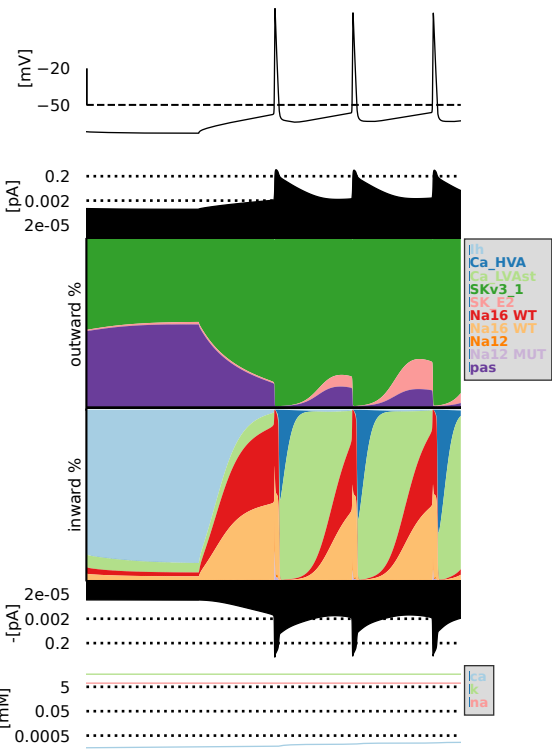 [mV]
−20
−50
[pA]
0.2
0.002
2e-05
outward %
Ih
Ca_HVA
Ca_LVAst
SKv3_1
SK_E2
Na16 WT
Na16 WT
Na12
Na12 MUT
pas
inward %
-[pA]
2e-05
0.002
0.2
[mM]
5
0.05
0.0005
ca
k
na